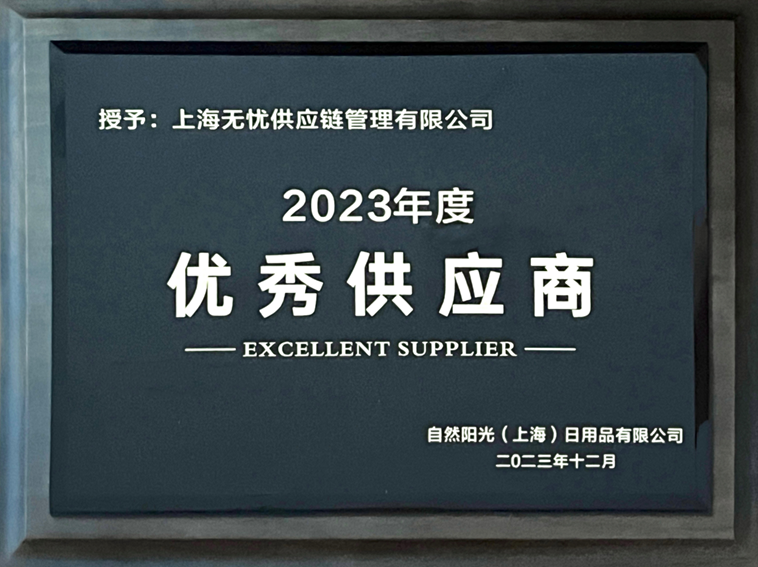 授予：上海无忧供应链管理有限公司
2023年度
优秀供应商
EXCELLENT SUPPLIER
自然阳光（上海）日用品有限公司
二0二三年十二月